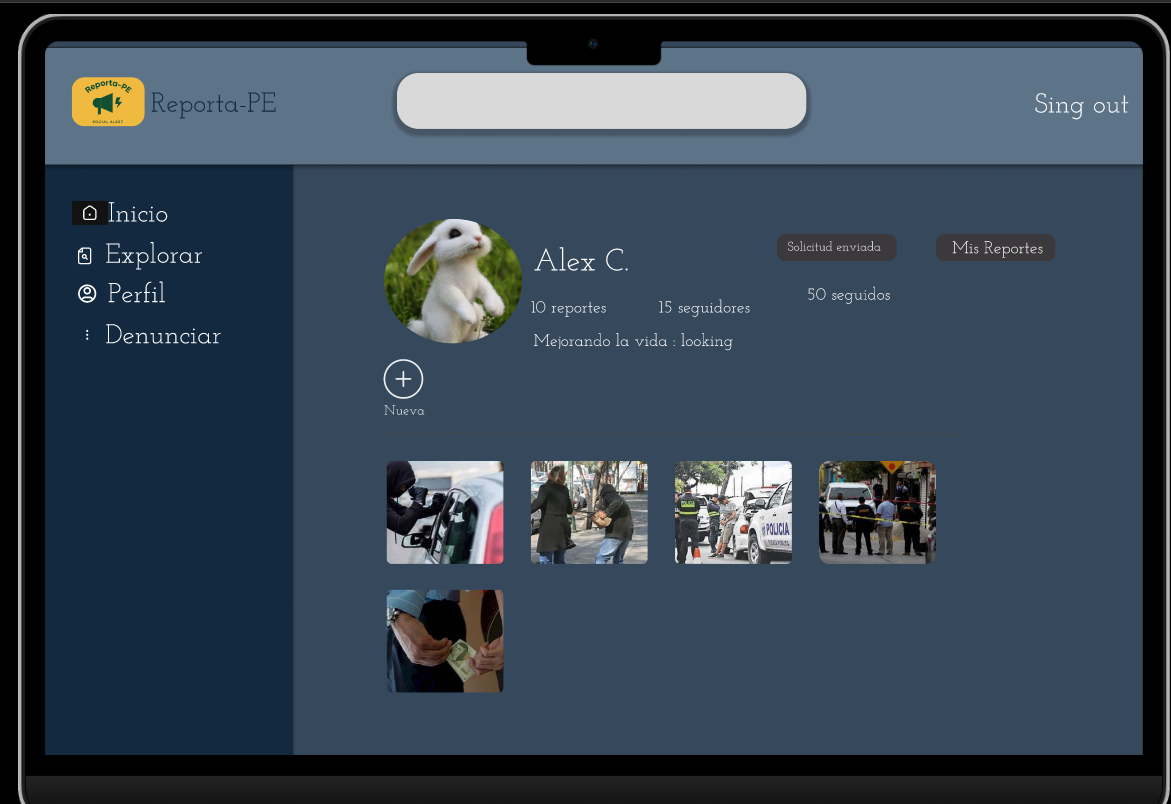 Reporta-PE
SOCIAL ALERT
Reporta-PE
Sing out
Inicio
Explorar
Perfil
Denunciar
Alex C.
Solicitud enviada
Mis Reportes
10 reportes
15 seguidores
50 seguidos
Mejorando la vida : looking
Nueva
POLICIA